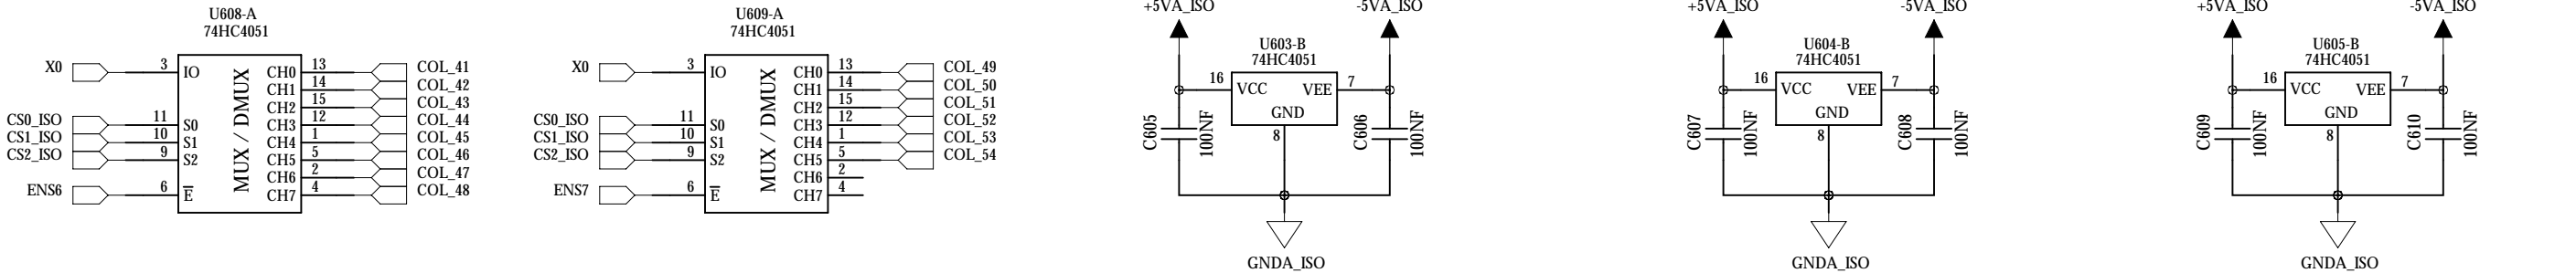 U608-A
74HC4051
X0 3 IO CH0 13 COL_41
CH1 14 COL_42
CH2 15 COL_43
CS0_ISO 11 S0 CH3 12 COL_44
CS1_ISO 10 S1 CH4 1 COL_45
CS2_ISO 9 S2 CH5 5 COL_46
CH6 2 COL_47
ENS6 6 E CH7 4 COL_48
MUX / DMUX
U609-A
74HC4051
X0 3 IO CH0 13 COL_49
CH1 14 COL_50
CH2 15 COL_51
CS0_ISO 11 S0 CH3 12 COL_52
CS1_ISO 10 S1 CH4 1 COL_53
CS2_ISO 9 S2 CH5 5 COL_54
CH6 2
ENS7 6 E CH7 4
MUX / DMUX
+5VA_ISO -5VA_ISO
U603-B
74HC4051
16 VCC VEE 7
GND
8
C605 100NF
C606 100NF
GNDA_ISO
+5VA_ISO -5VA_ISO
U604-B
74HC4051
16 VCC VEE 7
GND
8
C607 100NF
C608 100NF
GNDA_ISO
+5VA_ISO -5VA_ISO
U605-B
74HC4051
16 VCC VEE 7
GND
8
C609 100NF
C610 100NF
GNDA_ISO